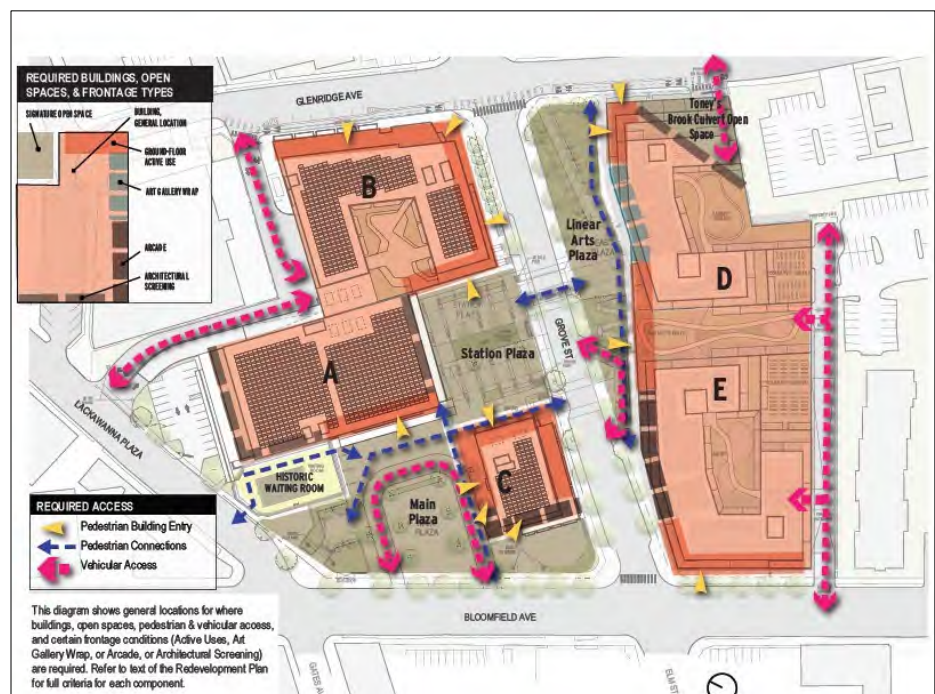 REQUIRED BUILDINGS, OPEN
SPACES, & FRONTAGE TYPES
SIGNATURE OPEN SPACE
BUILDING,
GENERAL LOCATION
GROUND-FLOOR
ACTIVE USE
ART GALLERY WRAP
ARCADE
ARCHITECTURAL
SCREENING
GLENRIDGE AVE
Toney's
Brook Culvert Open
Space
B
Linear
Arts
Plaza
D
Station Plaza
GROVE ST
A
E
LACKAWANNA PLAZA
HISTORIC
WAITING ROOM
C
Main
Plaza
PLAZA
REQUIRED ACCESS
Pedestrian Building Entry
Pedestrian Connections
Vehicular Access
This diagram shows general locations for where
buildings, open spaces, pedestrian & vehicular access,
and certain frontage conditions (Active Uses, Art
Gallery Wrap, or Arcade, or Architectural Screening)
are required. Refer to text of the Redevelopment Plan
for full criteria for each component.
BLOOMFIELD AVE
GATES AV
ELM ST